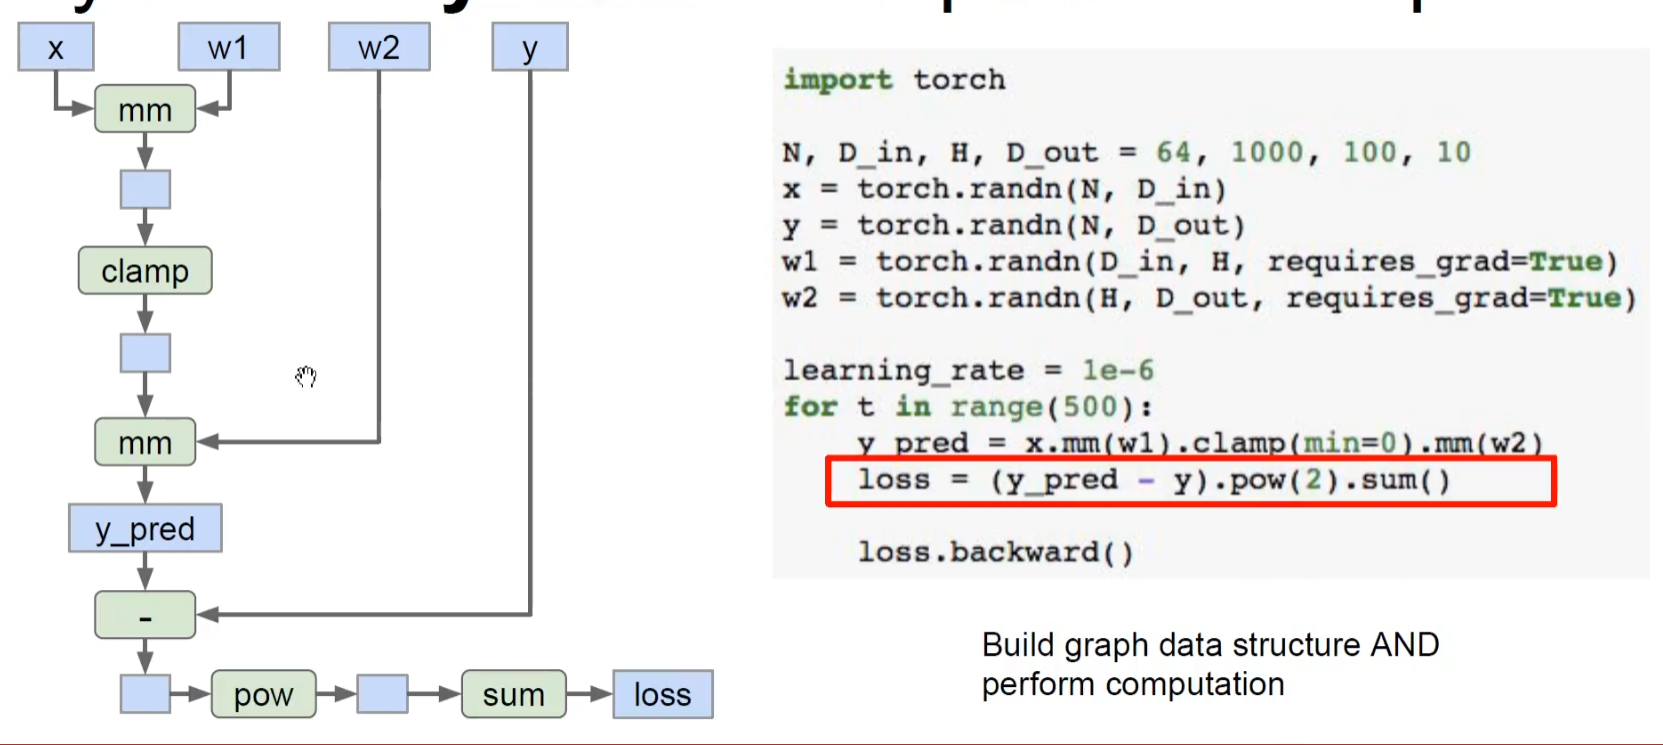 x
w1
w2
y
mm
clamp
mm
y_pred
-
pow
sum
loss
import torch
N, D_in, H, D_out = 64, 1000, 100, 10
x = torch.randn(N, D_in)
y = torch.randn(N, D_out)
w1 = torch.randn(D_in, H, requires_grad=True)
w2 = torch.randn(H, D_out, requires_grad=True)
learning_rate = 1e-6
for t in range(500):
    y_pred = x.mm(w1).clamp(min=0).mm(w2)
    loss = (y_pred - y).pow(2).sum()
    loss.backward()
Build graph data structure AND
perform computation